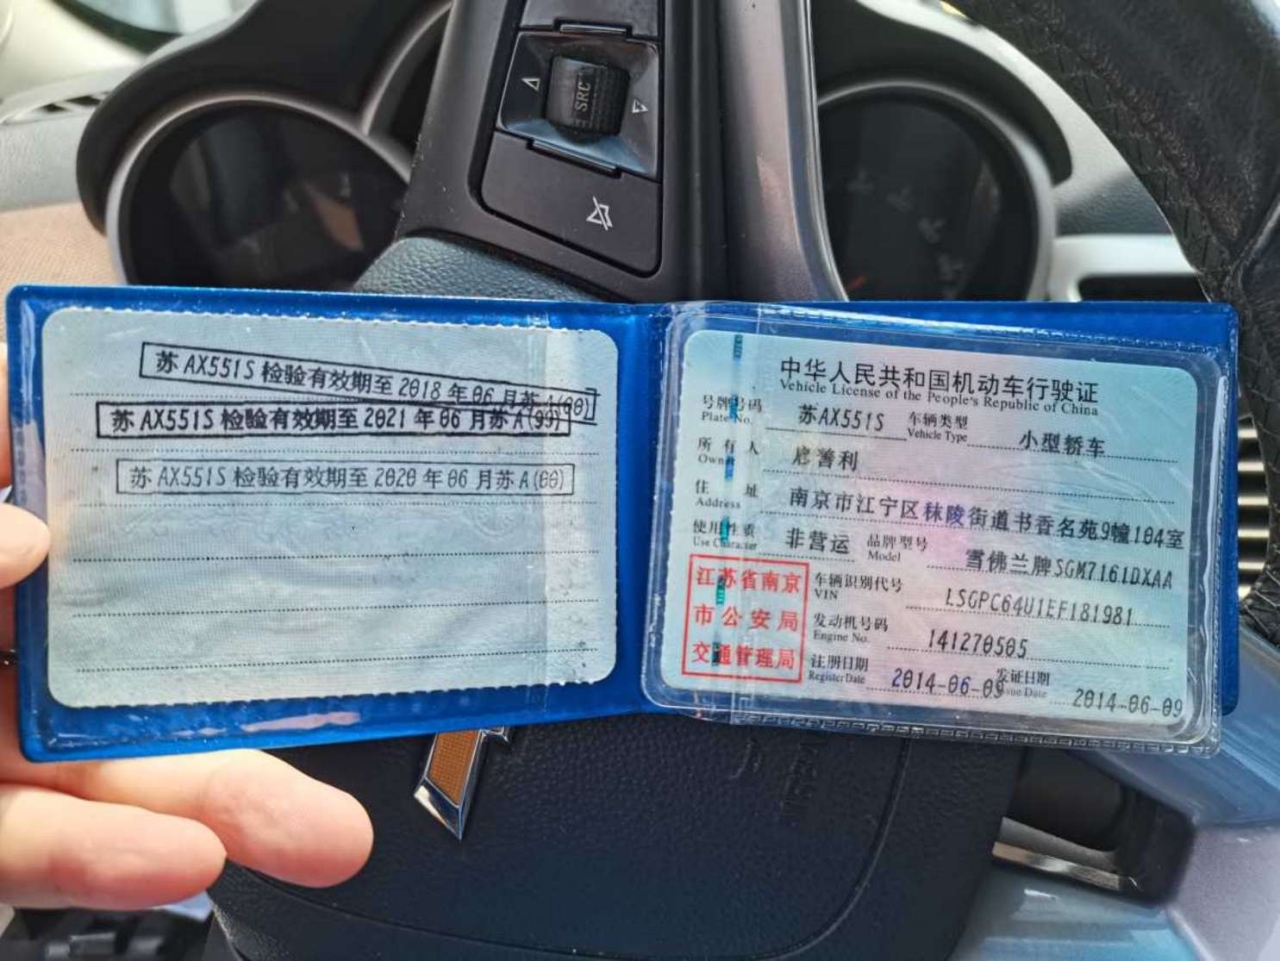 SRC
苏AX551S检验有效期至2018年06月苏A(00)
苏AX551S检验有效期至2021年06月苏A(99)
苏AX551S检验有效期至2020年06月苏A(00)
中华人民共和国机动车行驶证
Vehicle License of the People's Republic of China
号牌号码 苏AX551S 车辆类型 小型轿车
Plate No. Vehicle Type
所有人 善利
Owner
住址 南京市江宁区秣陵街道书香名苑9幢104室
Address
使用性质 非营运 品牌型号 雪佛兰牌SGM7161DXAA
Use Character Model
江苏省南京
市公安局
交通管理局
车辆识别代号 LSGPC64U1EF181981
VIN
发动机号码 141270505
Engine No.
注册日期 2014-06-09 发证日期 2014-06-09
Register Date Issue Date